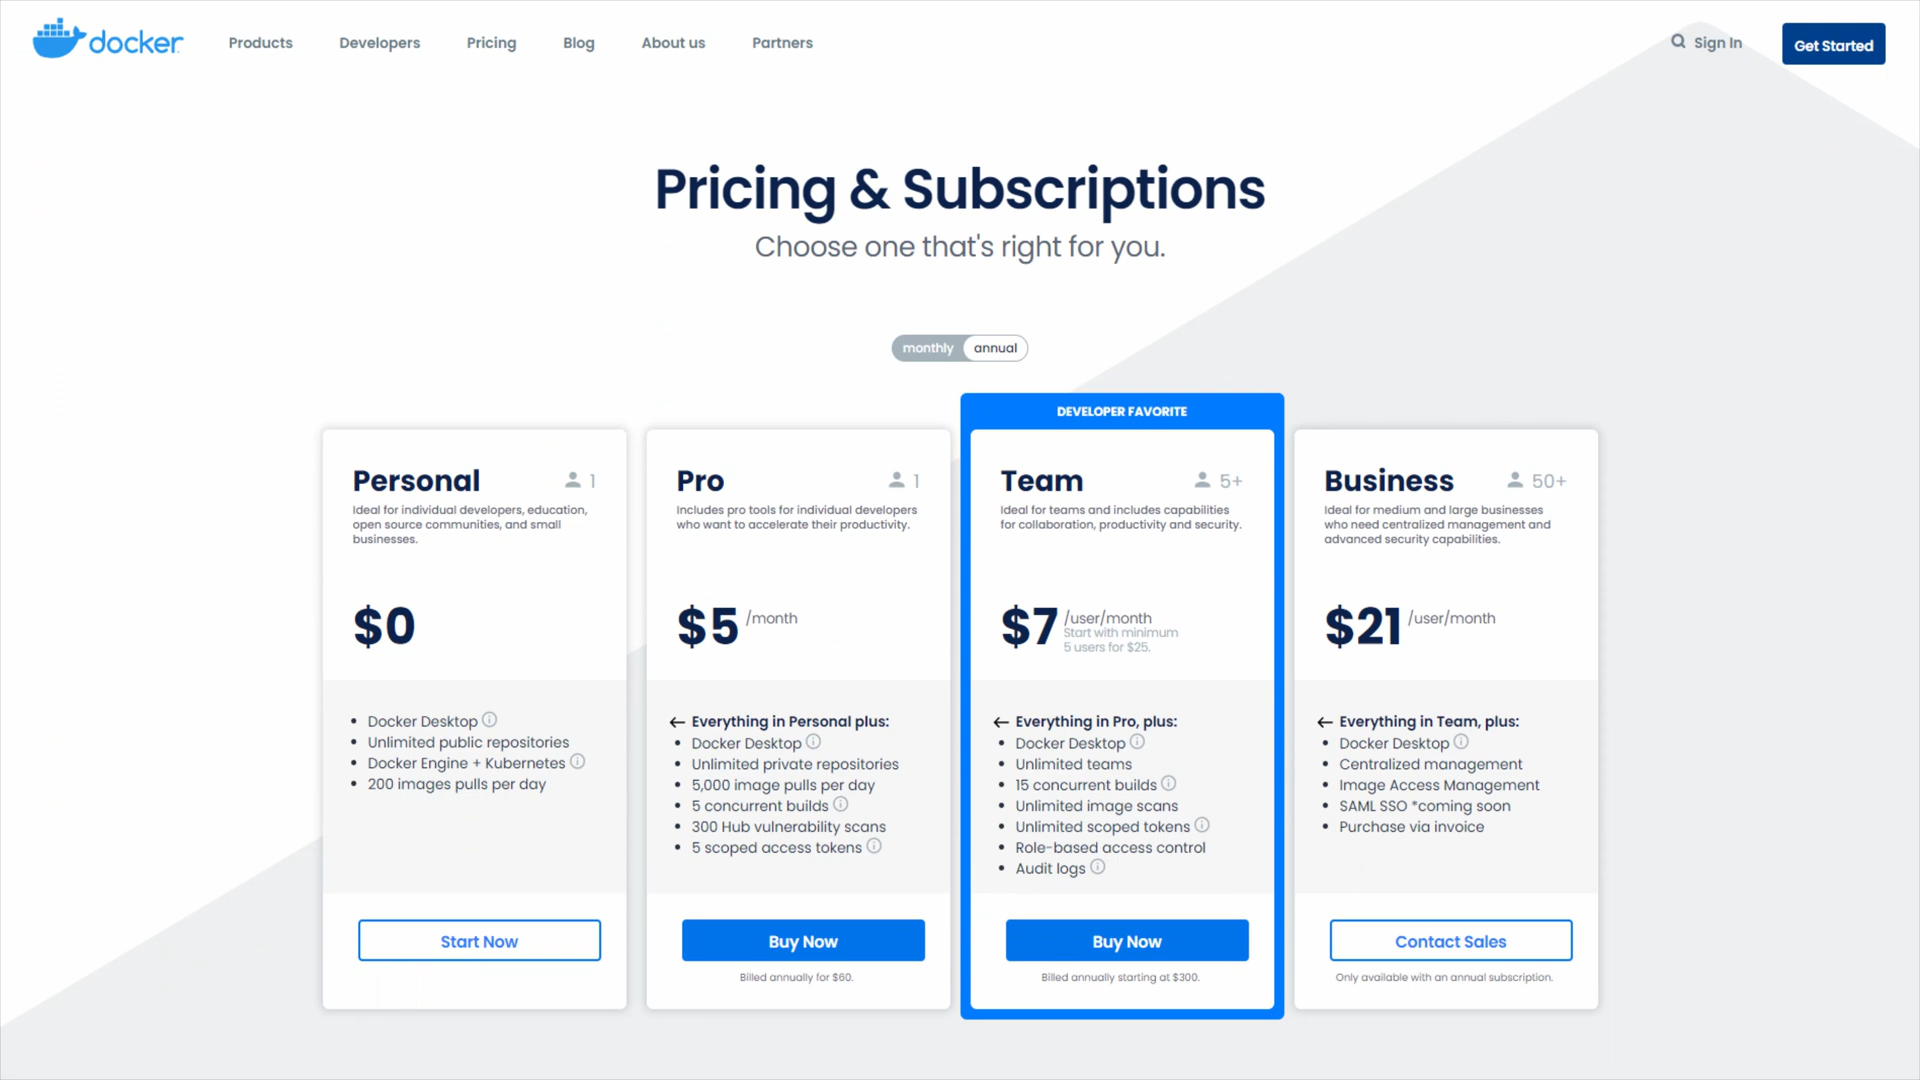 docker
Products
Developers
Pricing
Blog
About us
Partners
Sign In
Get Started
Pricing & Subscriptions
Choose one that's right for you.
monthly
annual
Personal
1
Ideal for individual developers, education,
open source communities, and small
businesses.
$0
Docker Desktop
Unlimited public repositories
Docker Engine + Kubernetes
200 images pulls per day
Start Now
Pro
1
Includes pro tools for individual developers
who want to accelerate their productivity.
$5 /month
Everything in Personal plus:
Docker Desktop
Unlimited private repositories
5,000 image pulls per day
5 concurrent builds
300 Hub vulnerability scans
5 scoped access tokens
Buy Now
Billed annually for $60.
DEVELOPER FAVORITE
Team
5+
Ideal for teams and includes capabilities
for collaboration, productivity and security.
$7 /user/month
Start with minimum
5 users for $25.
Everything in Pro, plus:
Docker Desktop
Unlimited teams
15 concurrent builds
Unlimited image scans
Unlimited scoped tokens
Role-based access control
Audit logs
Buy Now
Billed annually starting at $300.
Business
50+
Ideal for medium and large businesses
who need centralized management and
advanced security capabilities.
$21 /user/month
Everything in Team, plus:
Docker Desktop
Centralized management
Image Access Management
SAML SSO *coming soon
Purchase via invoice
Contact Sales
Only available with an annual subscription.